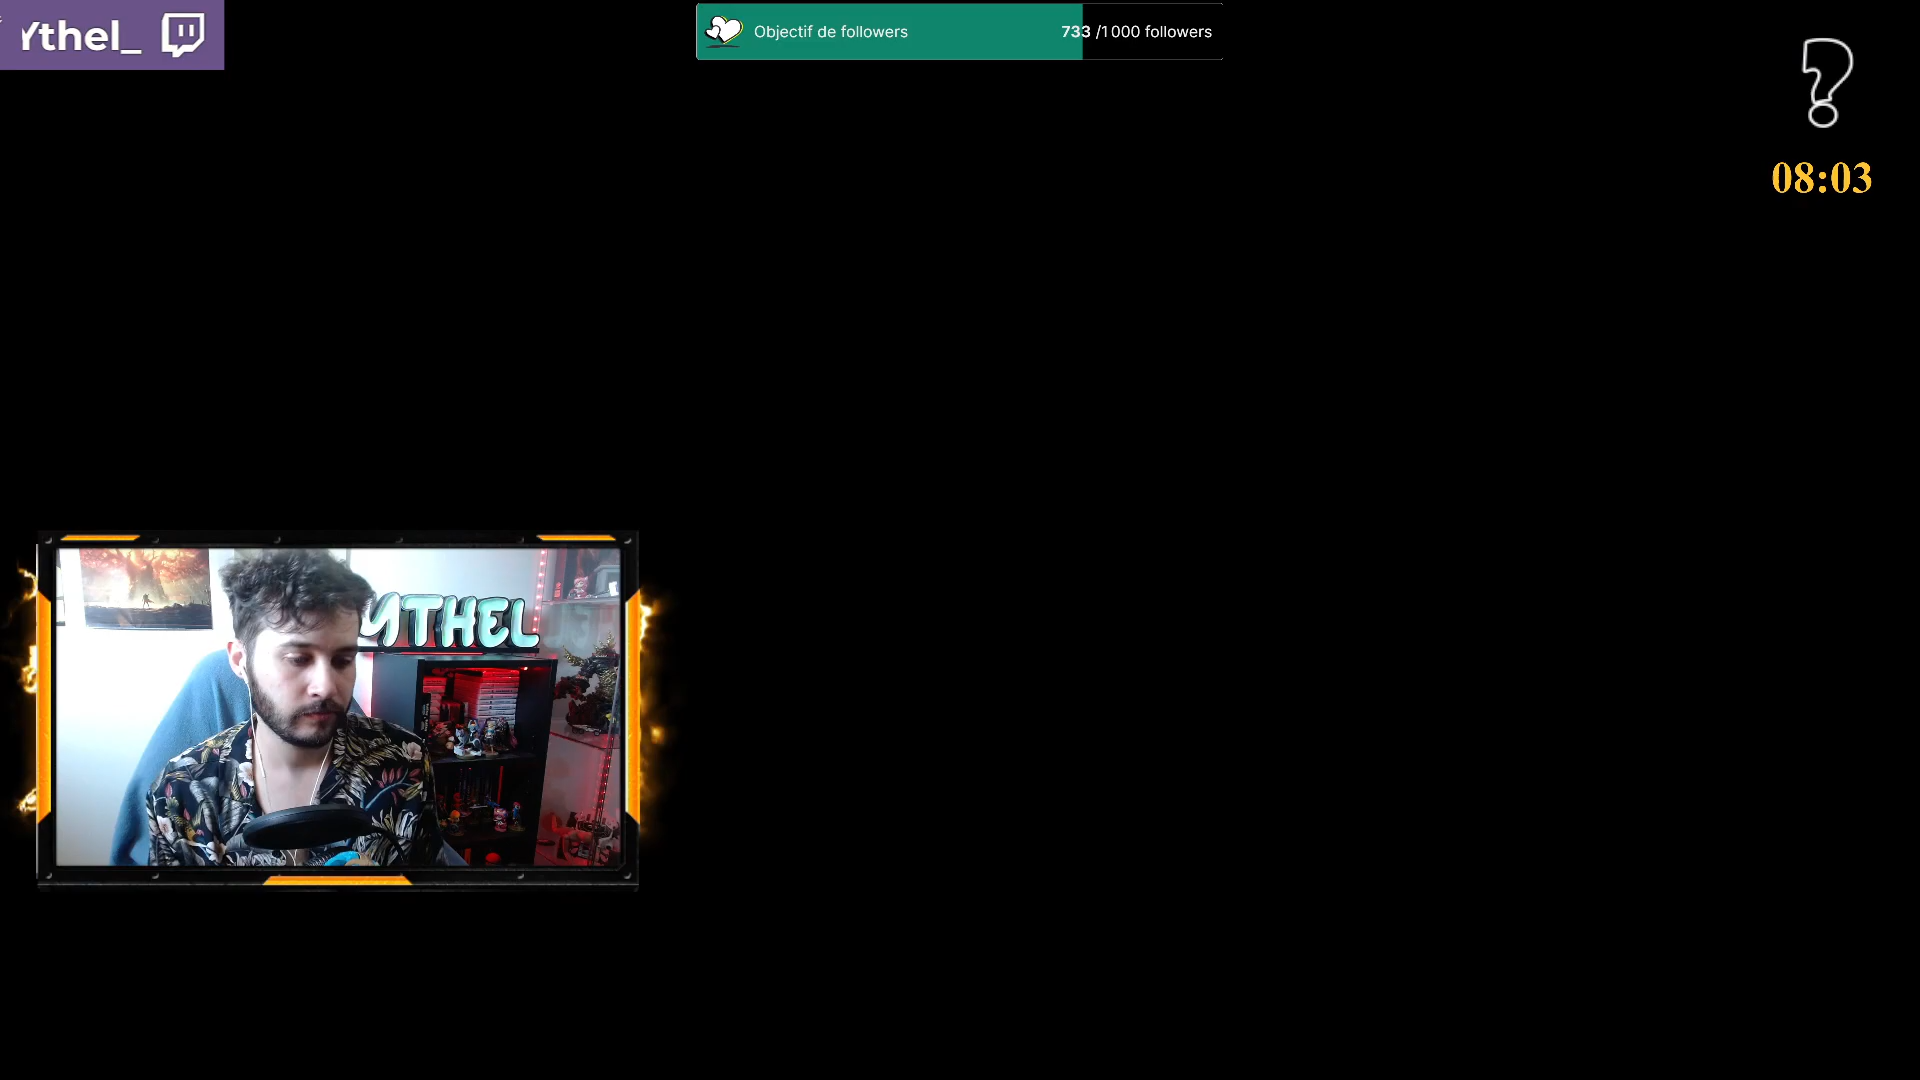 Ythel_
Objectif de followers
733 /1 000 followers
?
08:03
YTHEL